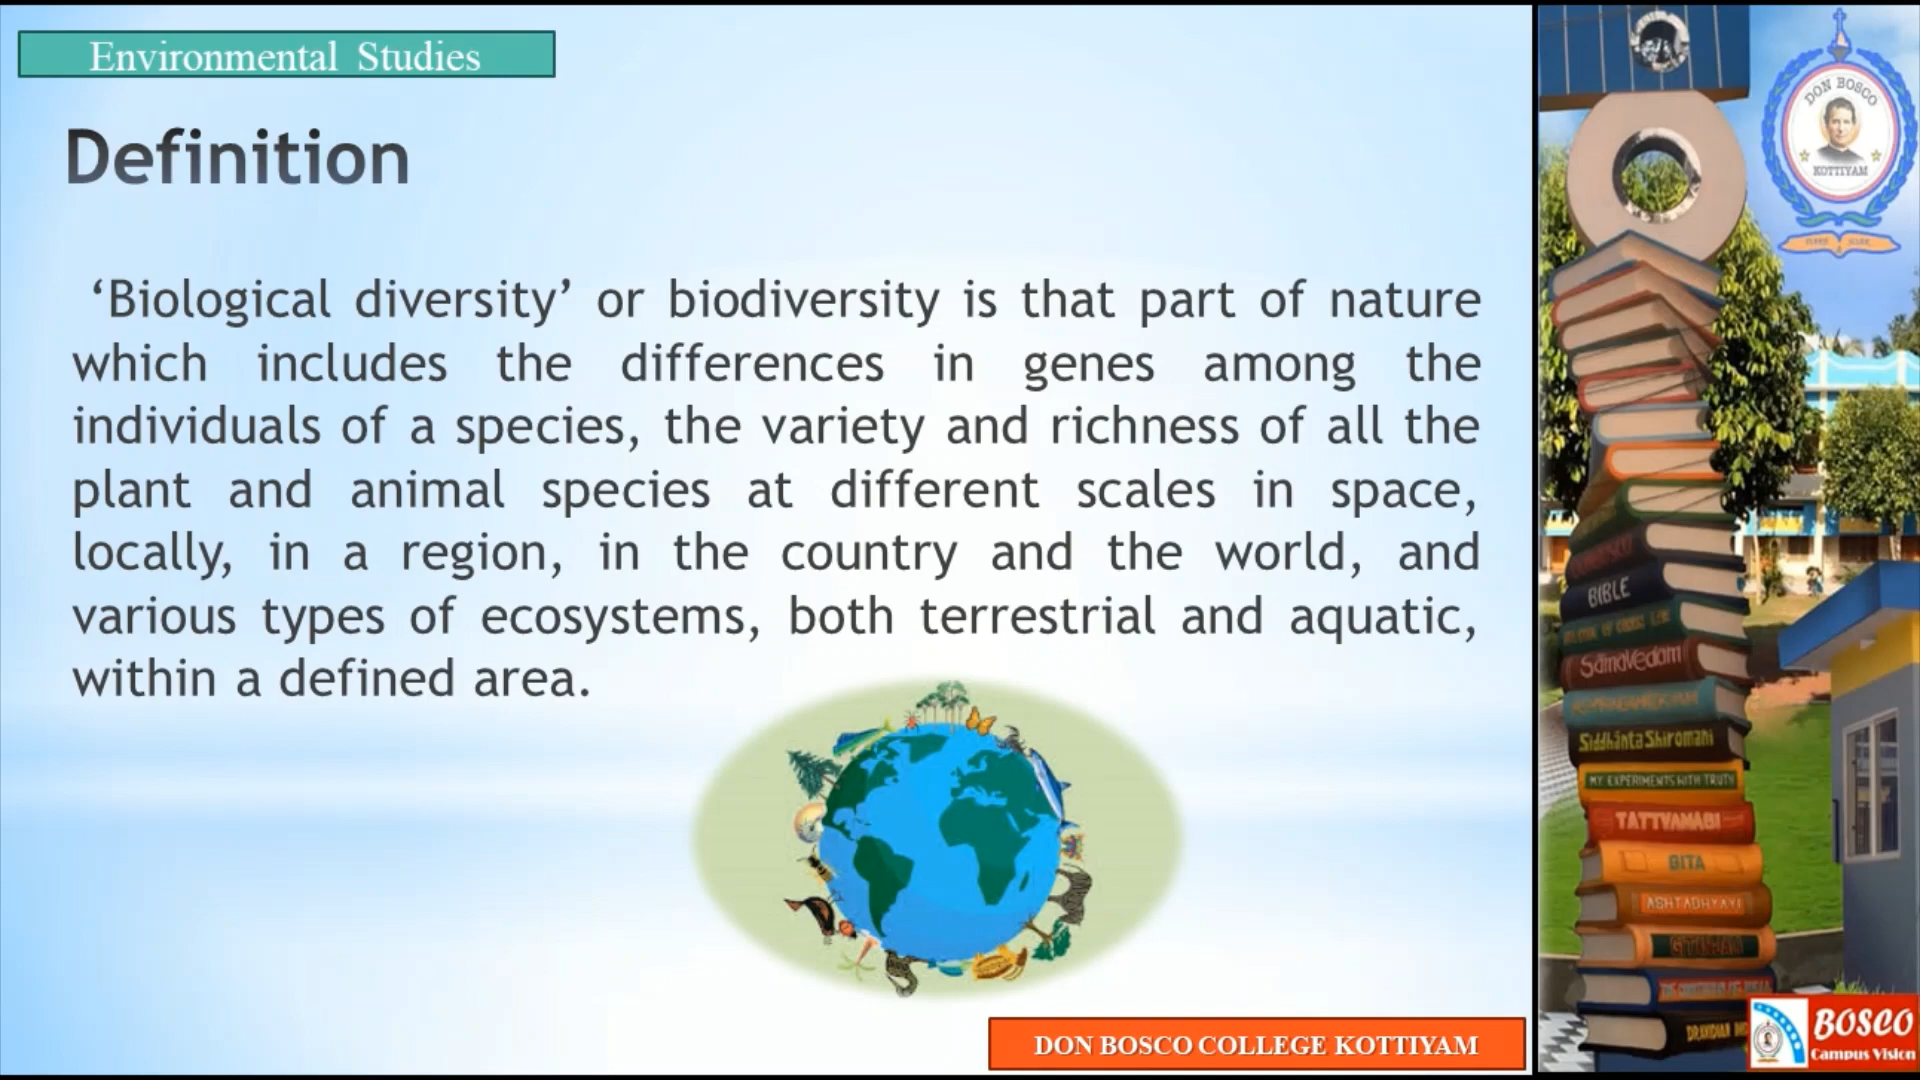 Environmental Studies
Definition
‘Biological diversity’ or biodiversity is that part of nature
which includes the differences in genes among the
individuals of a species, the variety and richness of all the
plant and animal species at different scales in space,
locally, in a region, in the country and the world, and
various types of ecosystems, both terrestrial and aquatic,
within a defined area.
DON BOSCO COLLEGE KOTTIYAM
DON BOSCO
KOTTIYAM
BIBLE
SamaVedam
Siddhānta Shiromani
MY EXPERIMENTS WITH TRUTH
GITA
ASHTADHYAYI
BOSCO
Campus Vision